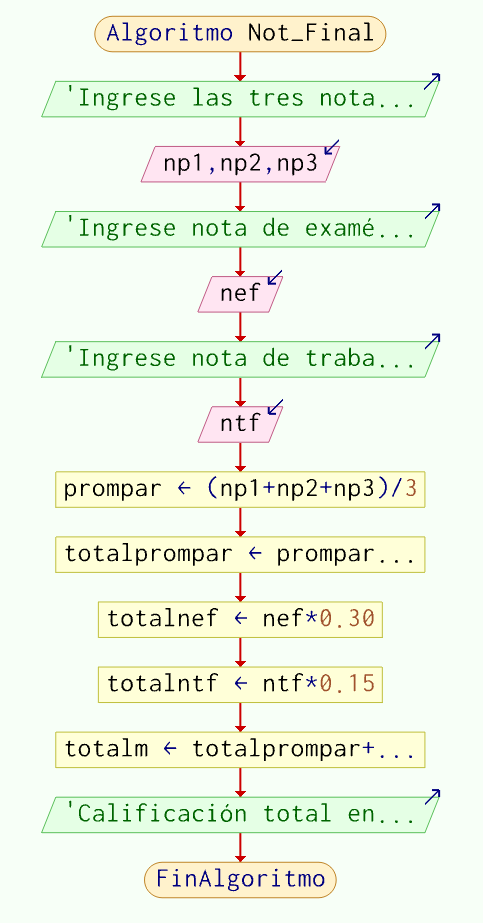 Algoritmo Not_Final
'Ingrese las tres nota...
np1,np2,np3
'Ingrese nota de examé...
nef
'Ingrese nota de traba...
ntf
prompar ← (np1+np2+np3)/3
totalprompar ← prompar...
totalnef ← nef*0.30
totalntf ← ntf*0.15
totalm ← totalprompar+...
'Calificación total en...
FinAlgoritmo